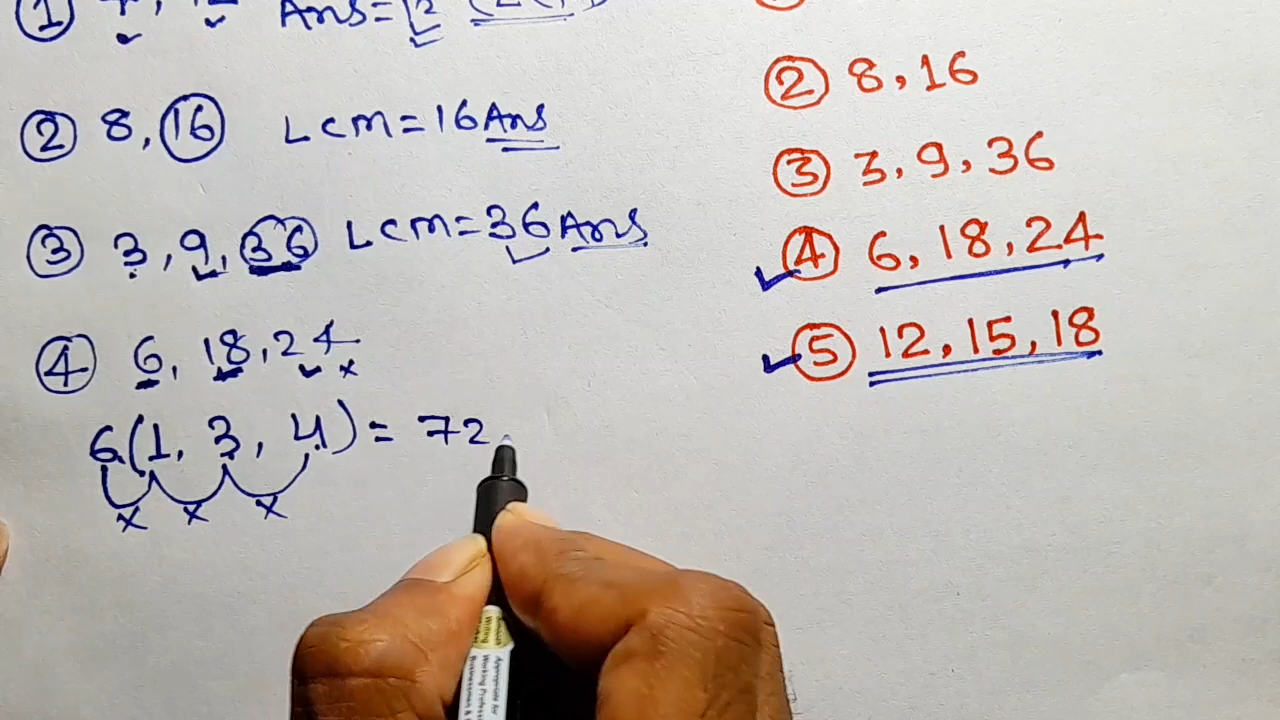 ① Ans=12
② 8, 16 LCM=16 Ans
③ 3, 9, 36 LCM=36 Ans
④ 6, 18, 24
x
6(1, 3, 4) = 72
x x x
② 8, 16
③ 3, 9, 36
④ 6, 18, 24
⑤ 12, 15, 18
Writing